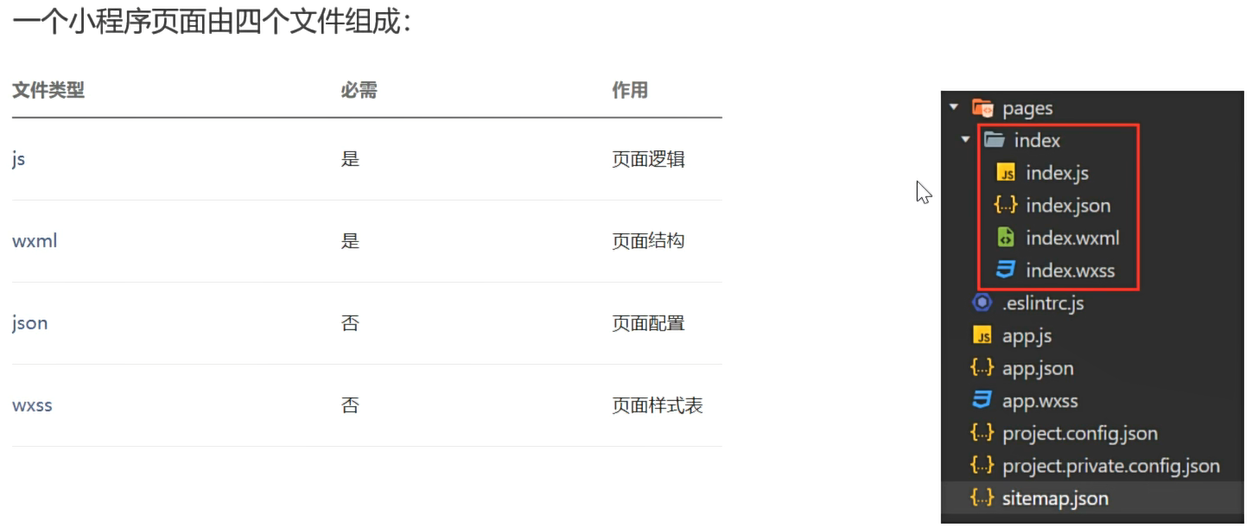 一个小程序页面由四个文件组成：
文件类型 必需 作用
js 是 页面逻辑
wxml 是 页面结构
json 否 页面配置
wxss 否 页面样式表
pages
index
index.js
index.json
index.wxml
index.wxss
.eslintrc.js
app.js
app.json
app.wxss
project.config.json
project.private.config.json
sitemap.json